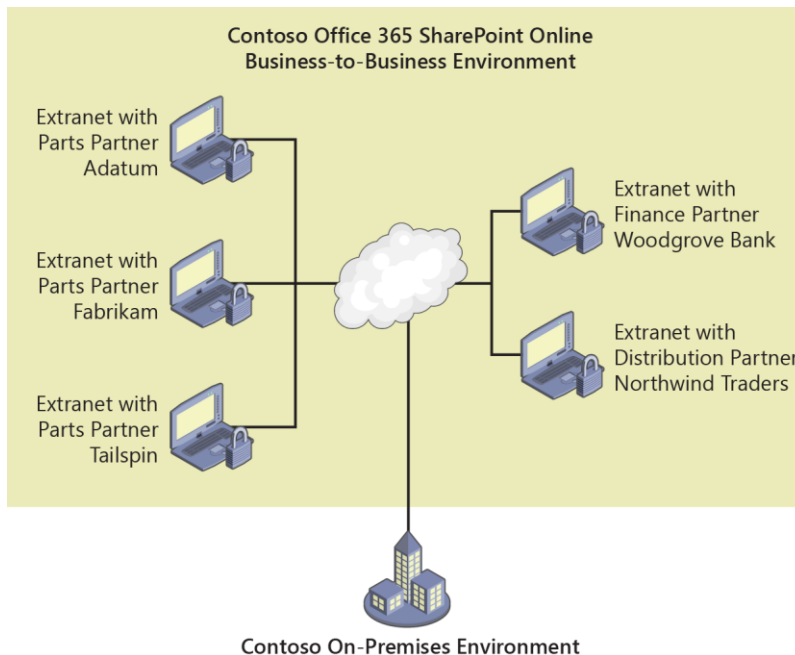 Contoso Office 365 SharePoint Online
Business-to-Business Environment
Extranet with
Parts Partner
Adatum
Extranet with
Parts Partner
Fabrikam
Extranet with
Parts Partner
Tailspin
Extranet with
Finance Partner
Woodgrove Bank
Extranet with
Distribution Partner
Northwind Traders
Contoso On-Premises Environment